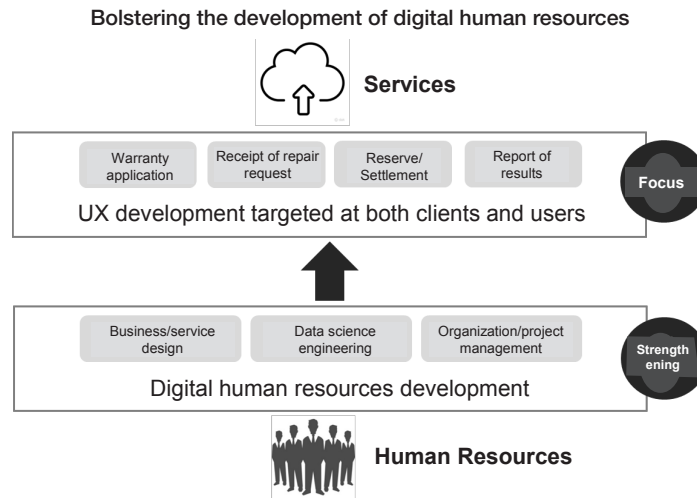 Bolstering the development of digital human resources
Services
Warranty
application
Receipt of repair
request
Reserve/
Settlement
Report of
results
Focus
UX development targeted at both clients and users
Business/service
design
Data science
engineering
Organization/project
management
Strength
ening
Digital human resources development
Human Resources